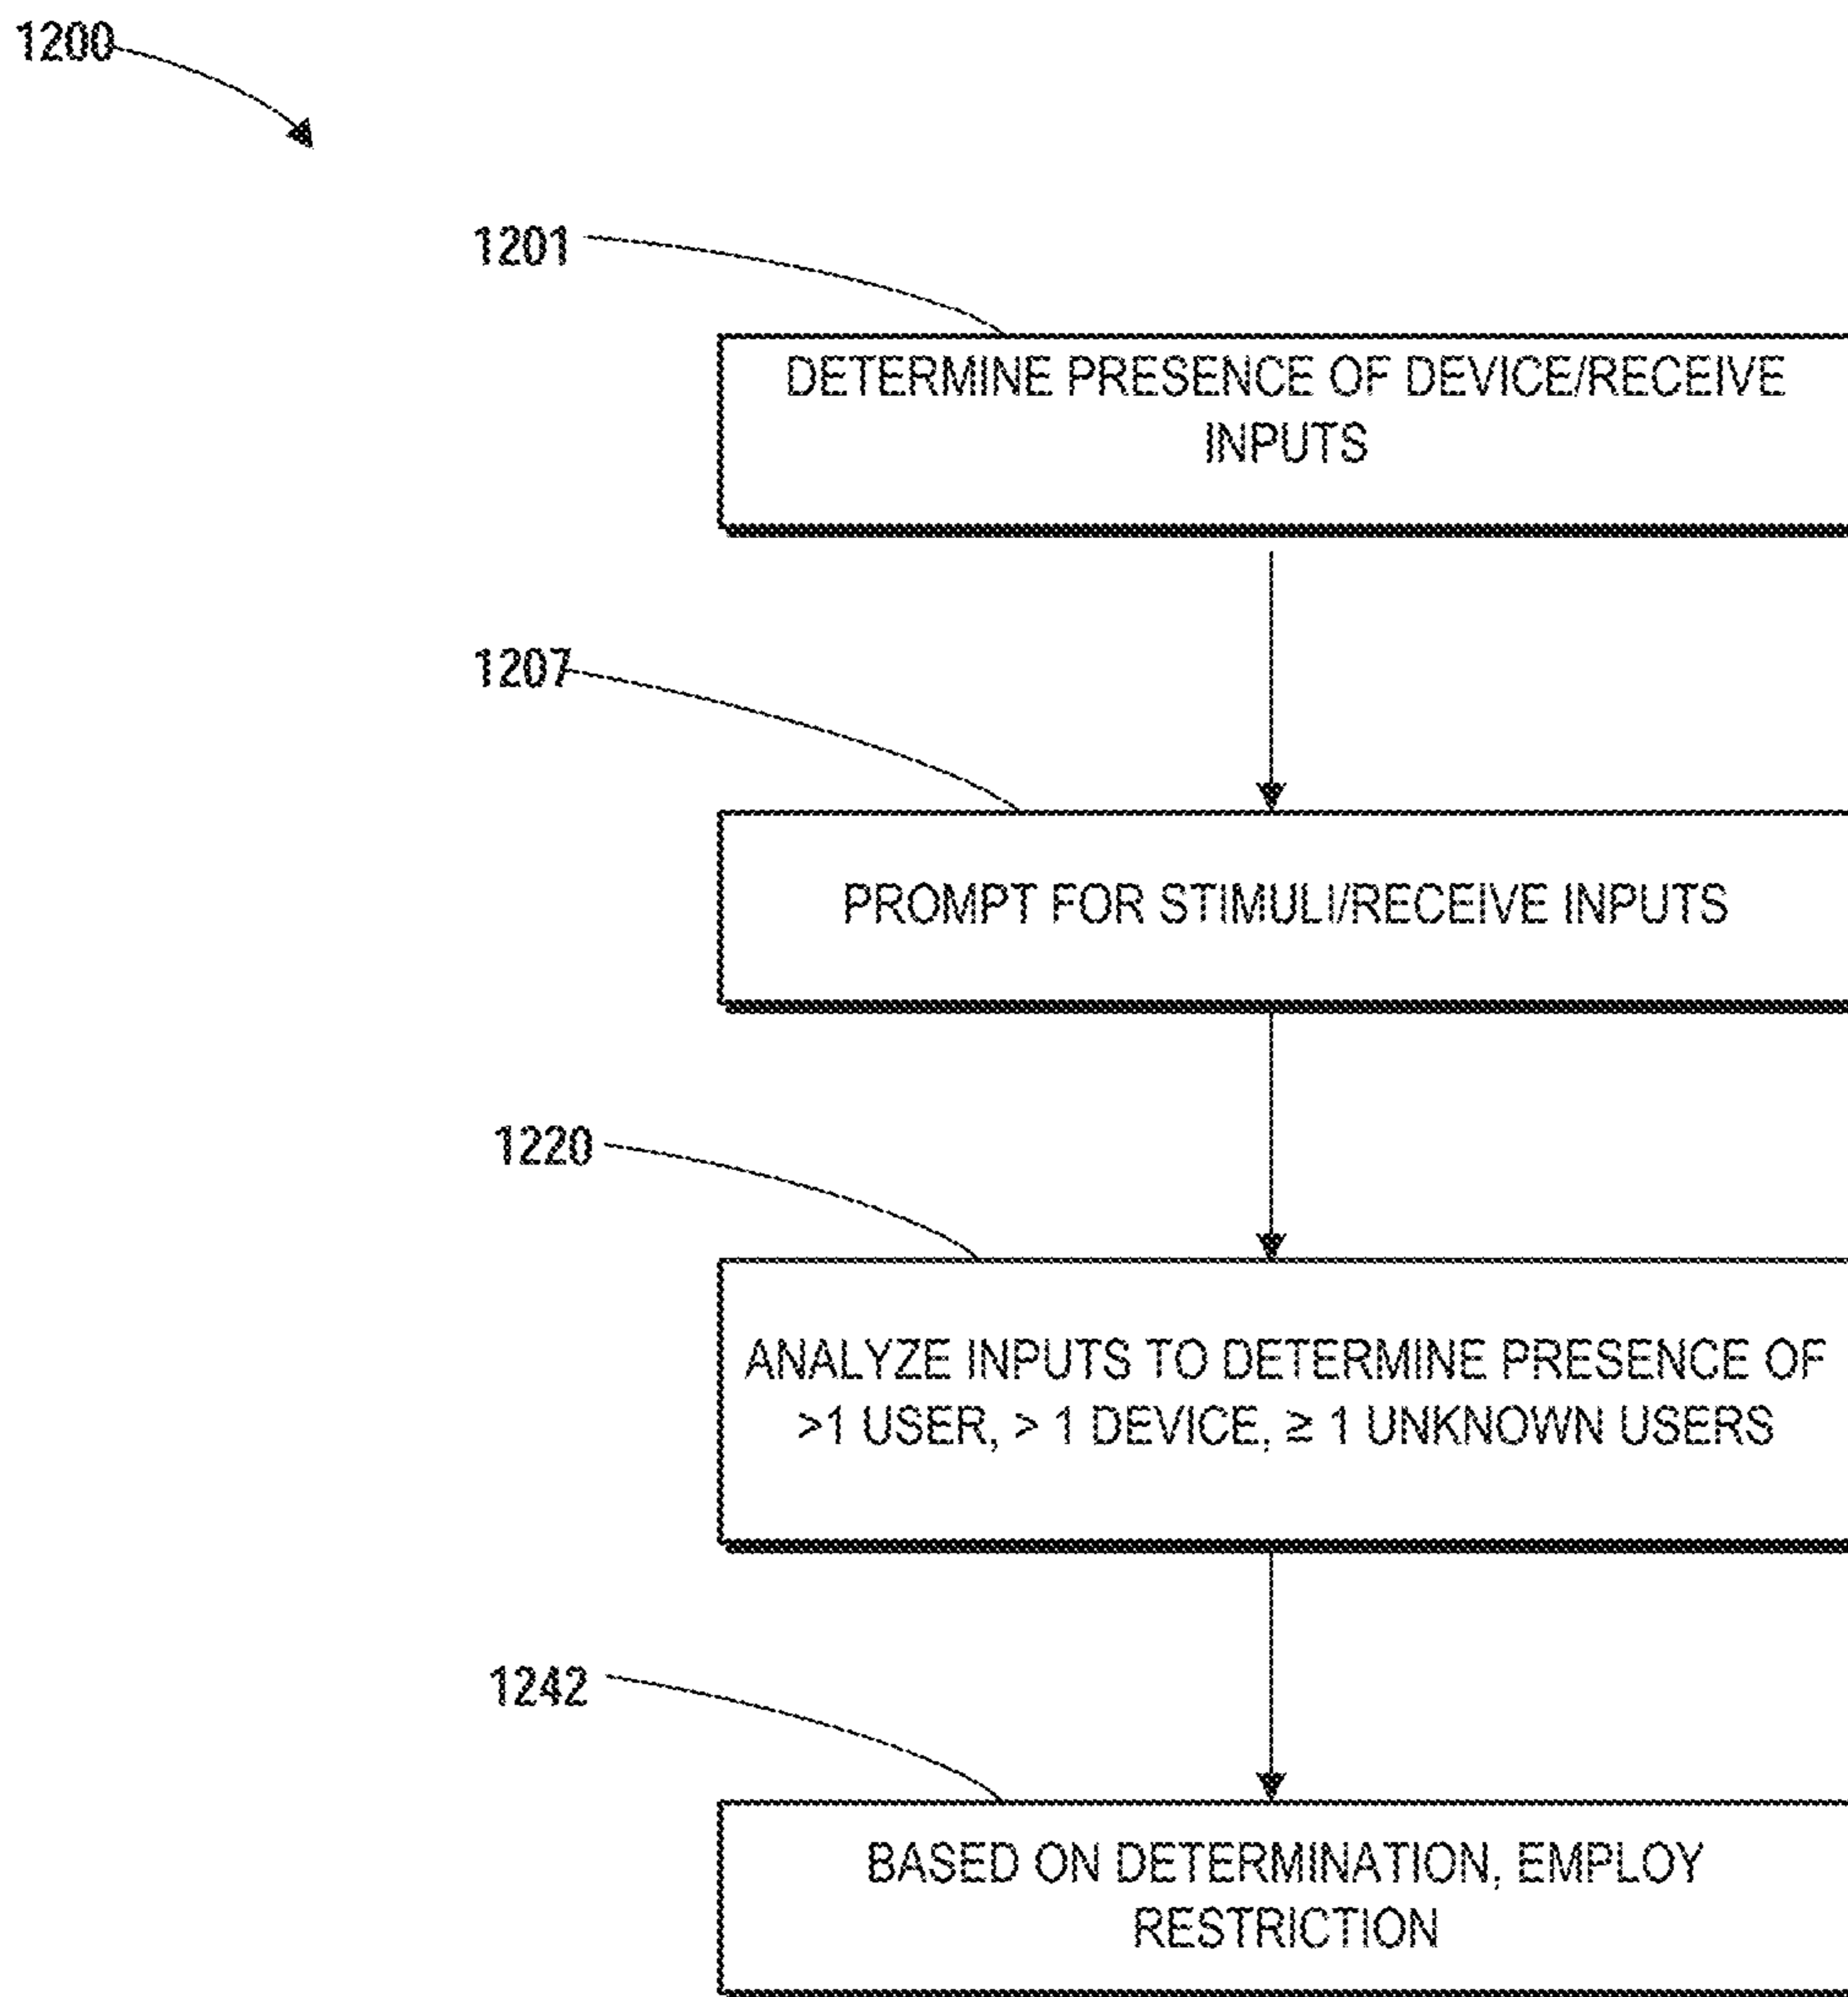 1200
1201
DETERMINE PRESENCE OF DEVICE/RECEIVE
INPUTS
1207
PROMPT FOR STIMULI/RECEIVE INPUTS
1220
ANALYZE INPUTS TO DETERMINE PRESENCE OF
>1 USER, > 1 DEVICE, ≥ 1 UNKNOWN USERS
1242
BASED ON DETERMINATION, EMPLOY
RESTRICTION